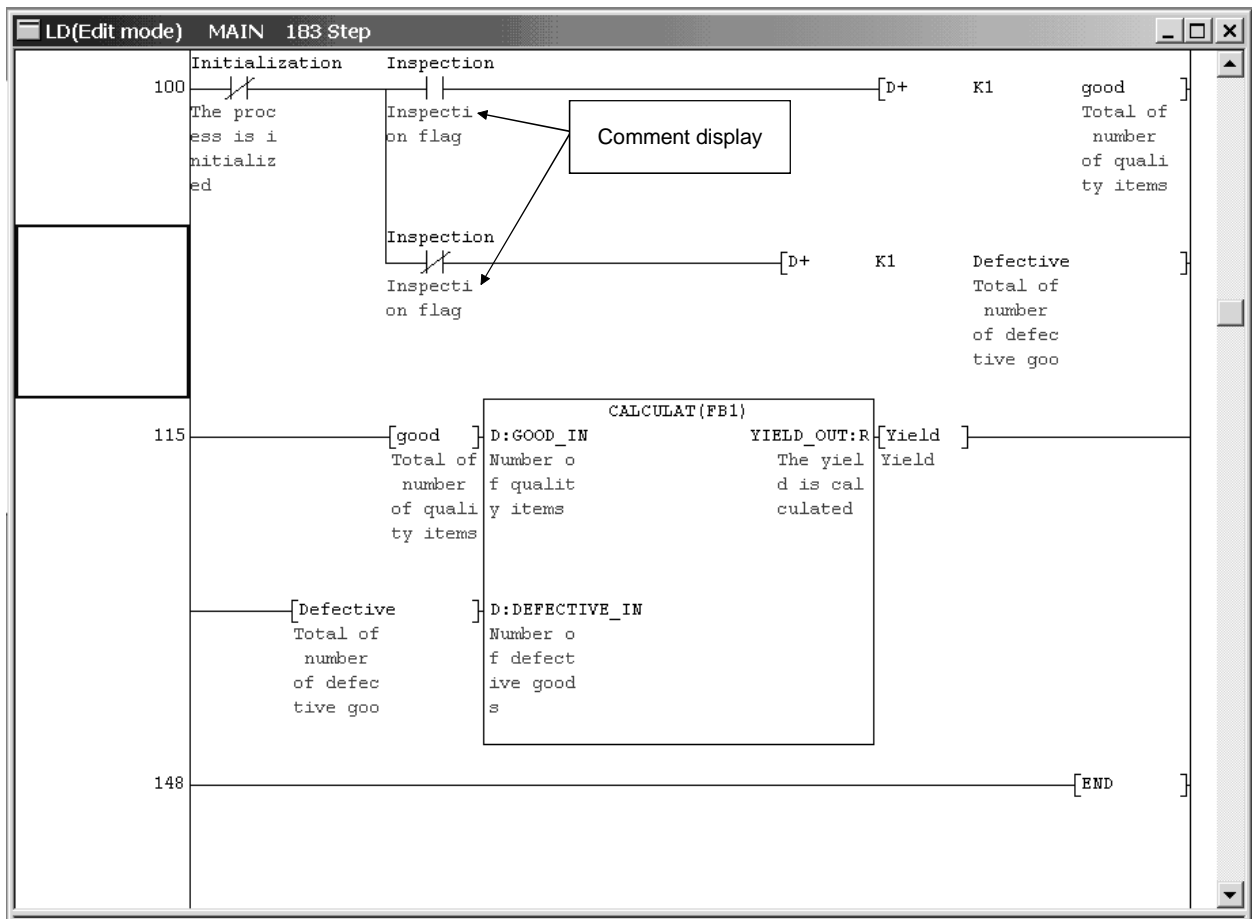 LD(Edit mode) MAIN 183 Step
Initialization Inspection
100 D+ K1 good
The proc Inspecti Total of
ess is i on flag number
nitializ of quali
ed ty items
Comment display
Inspection
D+ K1 Defective
Inspecti Total of
on flag number
of defec
tive goo
CALCULAT(FB1)
115 good D:GOOD_IN YIELD_OUT:R Yield
Total of Number o The yiel Yield
number f qualit d is cal
of quali y items culated
ty items
Defective D:DEFECTIVE_IN
Total of Number o
number f defect
of defec ive good
tive goo s
148 END